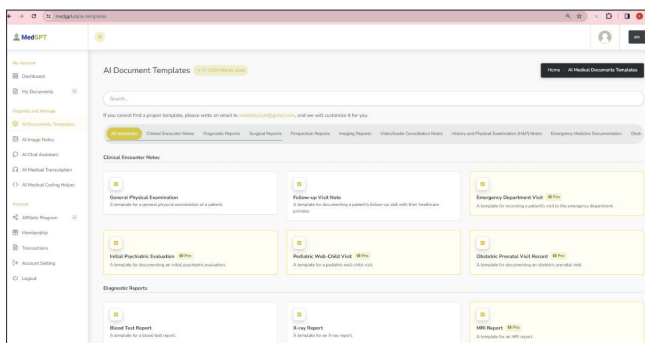 MedGPT
en
My Account
Dashboard
My Documents
Organize and Manage
AI Documents Templates
AI Image Notes
AI Chat Assistant
AI Medical Transcription
AI Medical Coding Helper
Account
Affiliate Program
Membership
Transactions
Account Setting
Logout
AI Document Templates
Home
AI Medical Documents Templates
Search...
If you cannot find a proper template, please write an email to and we will customize it for you.
All templates
Clinical Encounter Notes
Diagnostic Reports
Surgical Reports
Imaging Reports
Video/Audio Consultation Notes
History and Physical Examination (H&P) Notes
Emergency Medicine Documentation
Clinical Encounter Notes
General Physical Examination
A template for a general physical examination of a patient.
Follow-up Visit Note
A template for documenting a patient's follow-up visit with their healthcare
provider.
Emergency Department Visit Pro
A template for recording a patient's visit to the emergency department.
Initial Psychiatric Evaluation Pro
A template for documenting an initial psychiatric evaluation.
Pediatric Well-Child Visit Pro
A template for a pediatric well-child visit.
Obstetric Prenatal Visit Record Pro
A template for documenting an obstetric prenatal visit.
Diagnostic Reports
Blood Test Report
A template for a blood test report.
X-ray Report
A template for an X-ray report.
MRI Report Pro
A template for an MRI report.